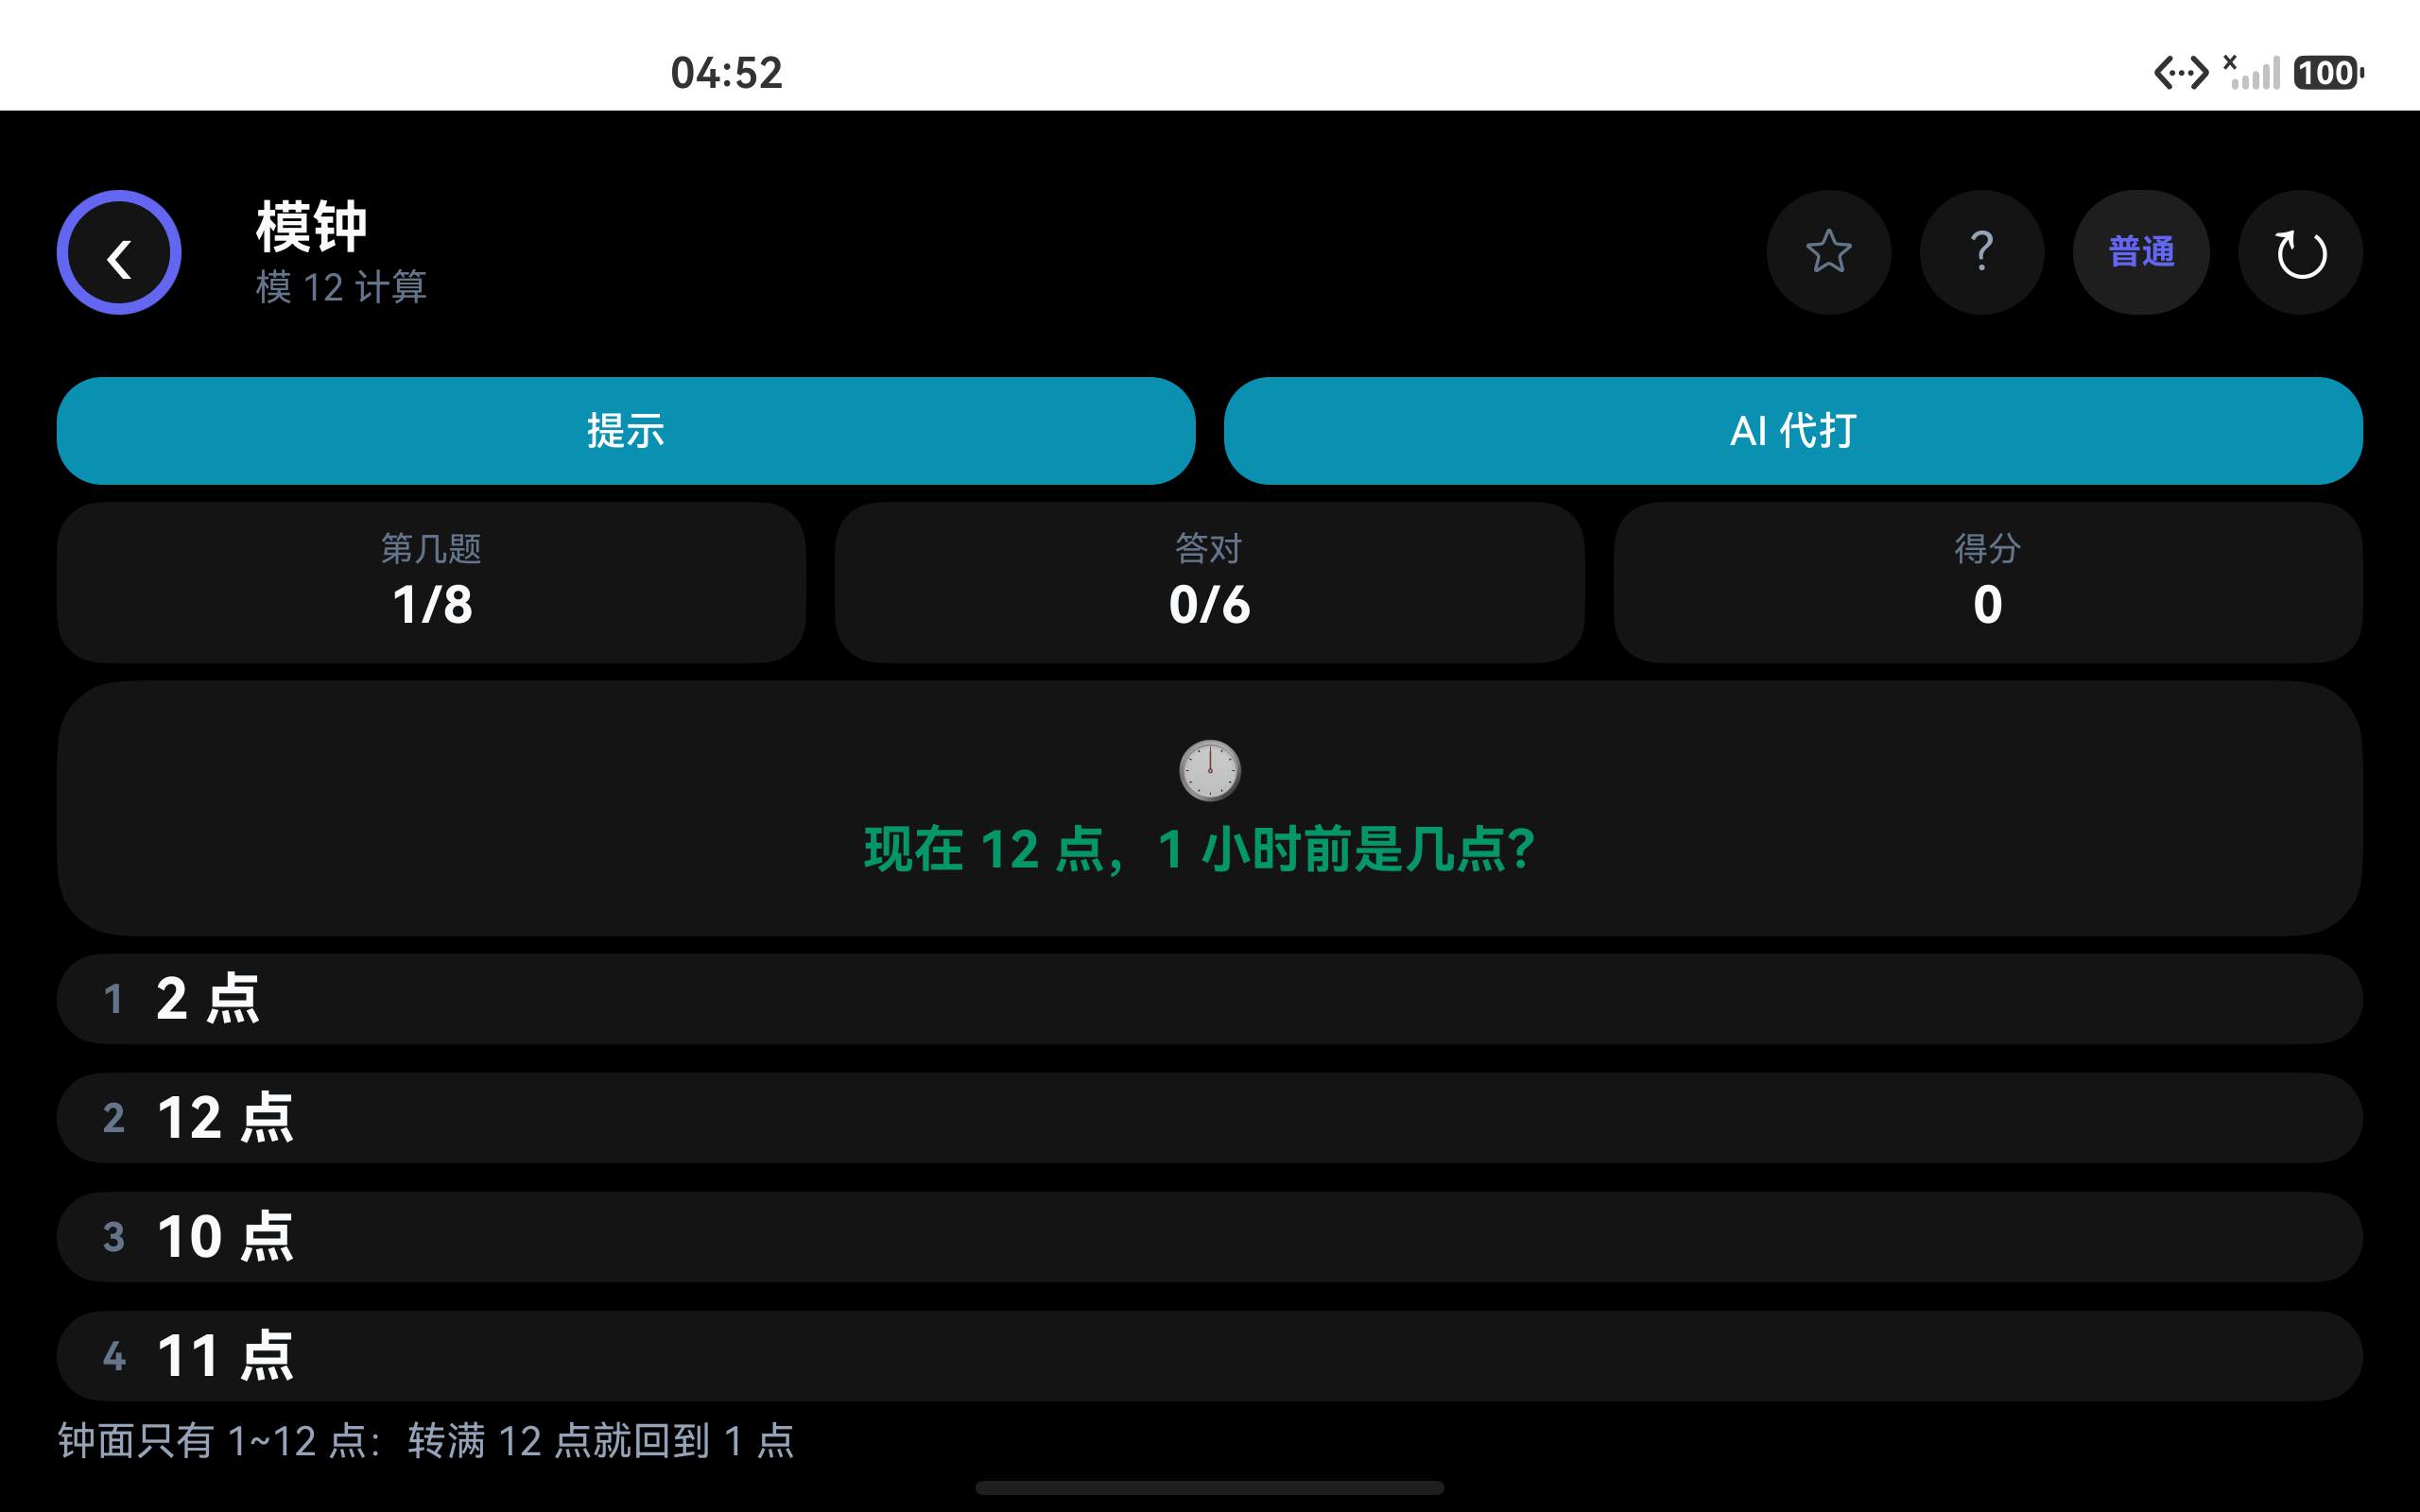 04:52
100
模钟
模 12 计算
?
普通
提示
AI 代打
第几题
1/8
答对
0/6
得分
0
现在 12 点，1 小时前是几点？
1 2 点
2 12 点
3 10 点
4 11 点
钟面只有 1~12 点：转满 12 点就回到 1 点